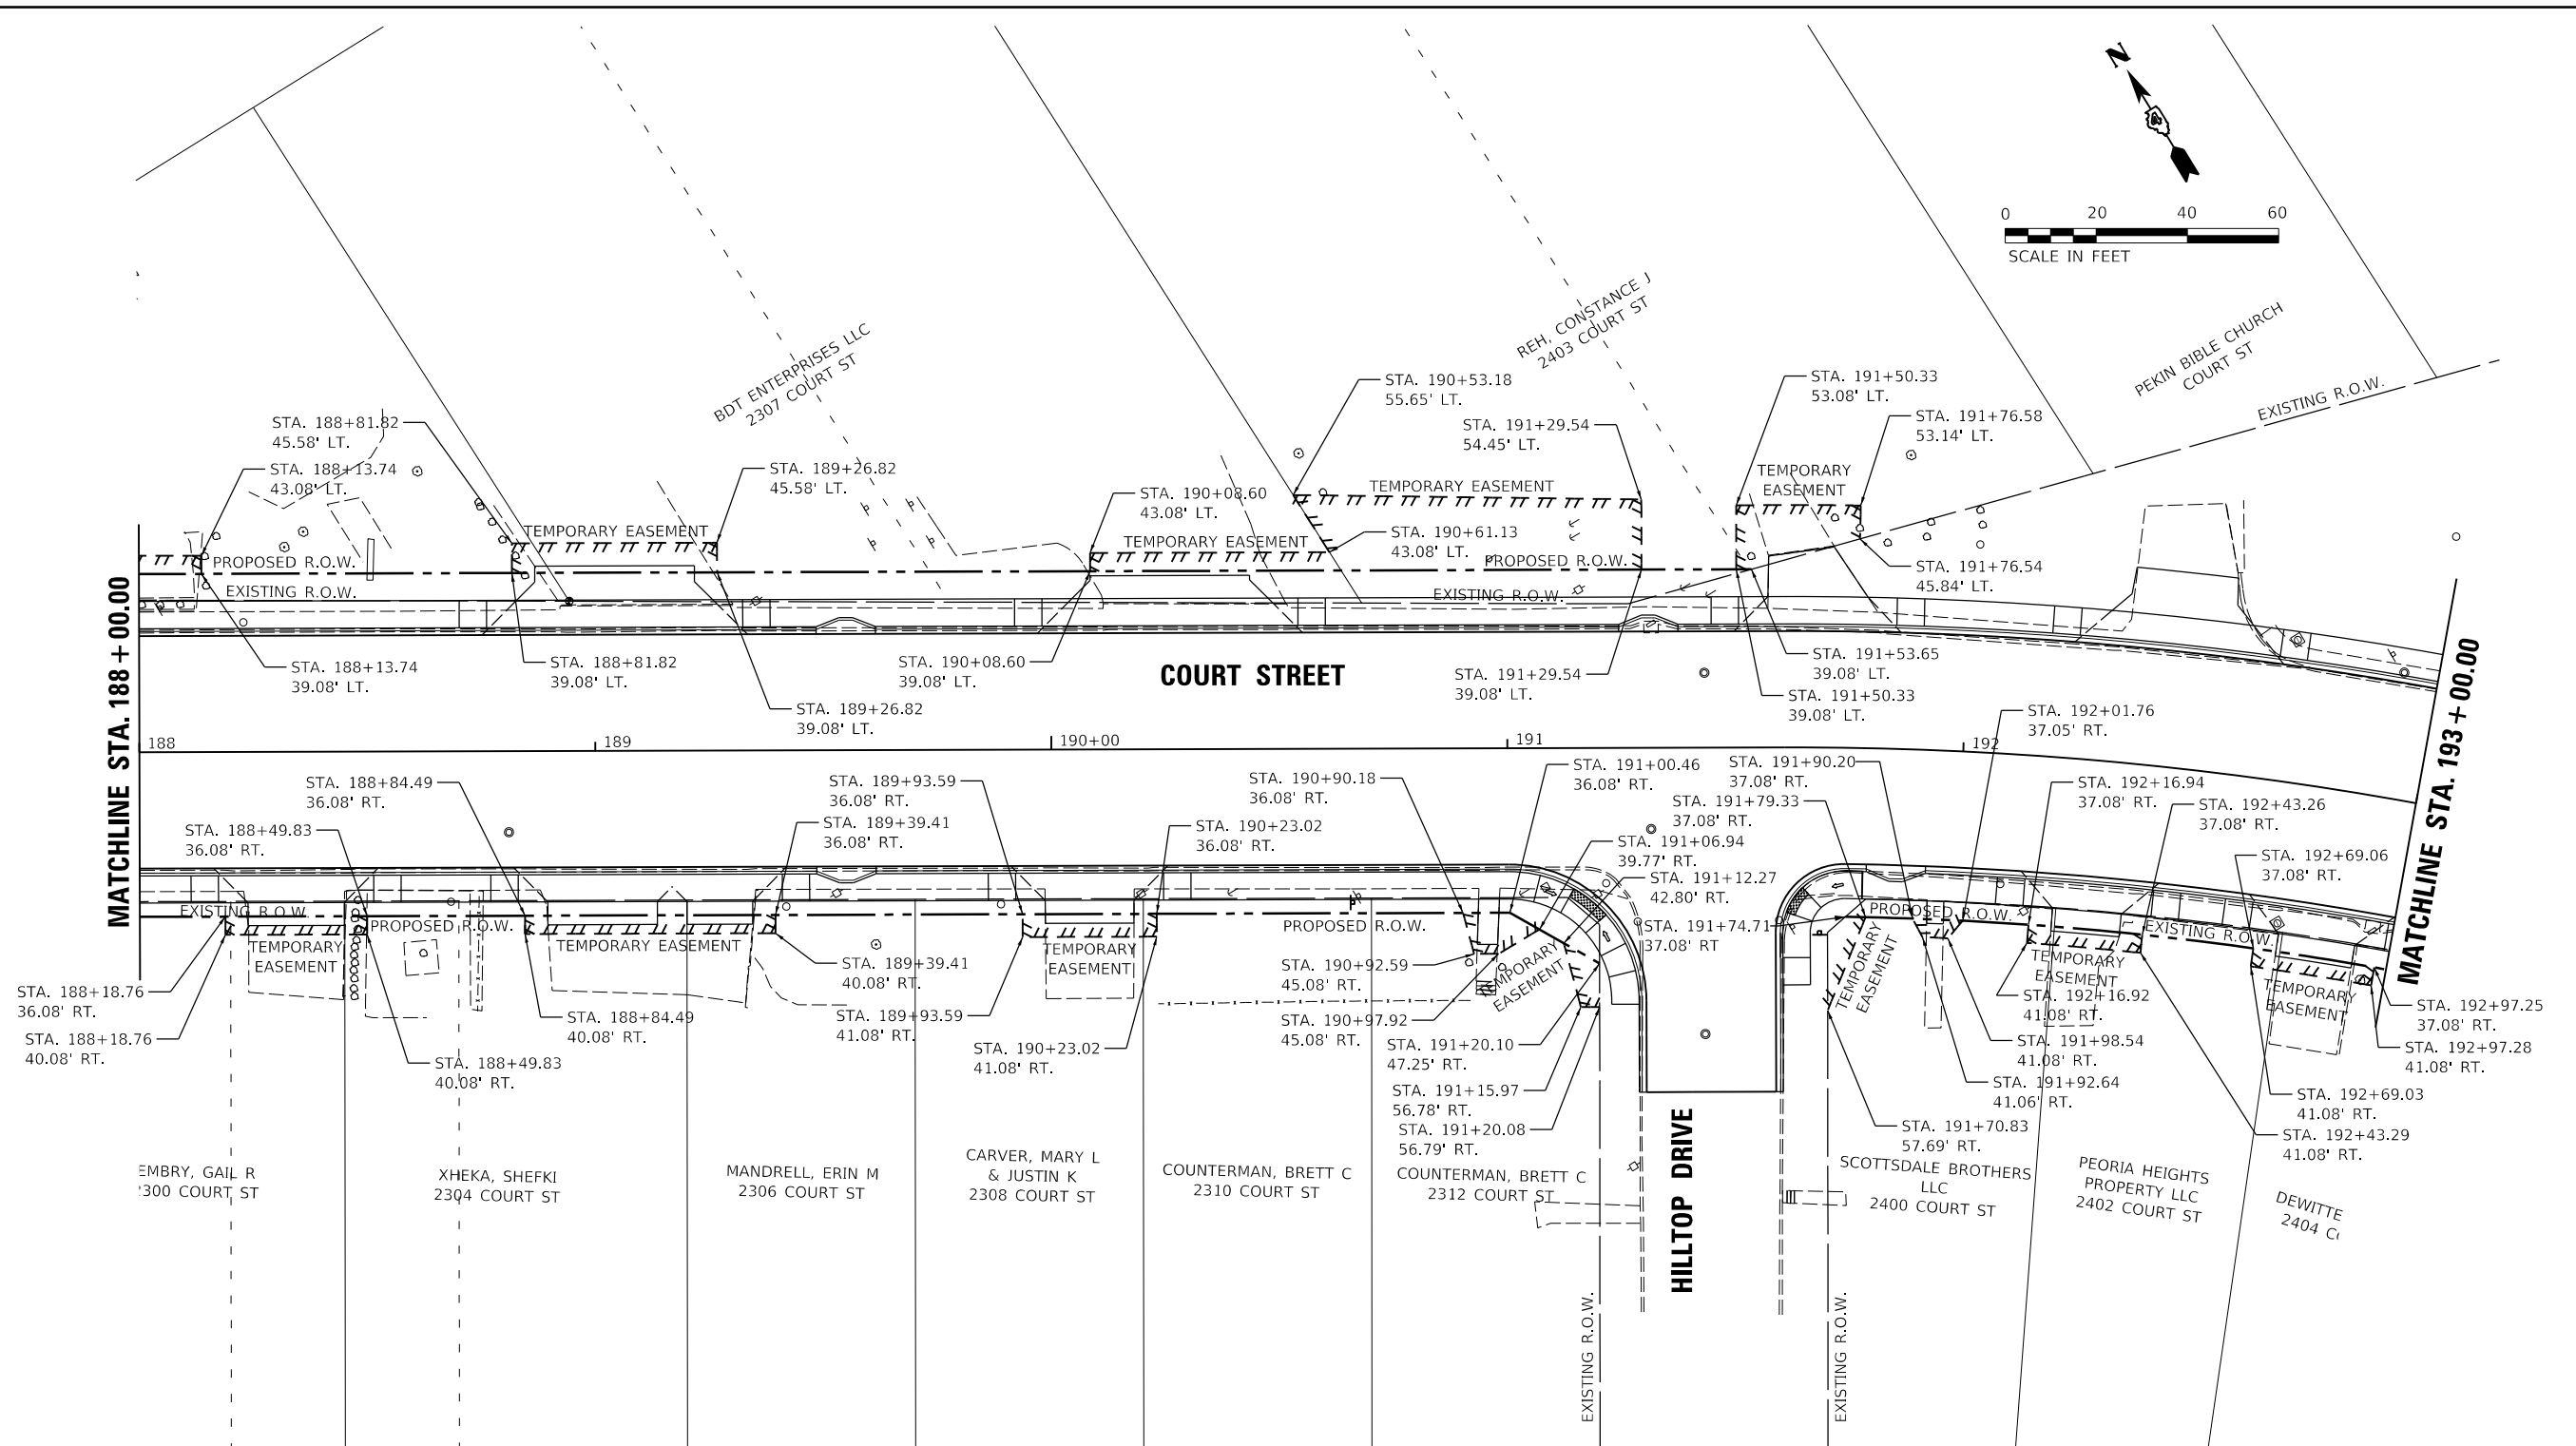 N
0 20 40 60
SCALE IN FEET
BDT ENTERPRISES LLC
2307 COURT ST
REH, CONSTANCE J
2403 COURT ST
PEKIN BIBLE CHURCH
COURT ST
EXISTING R.O.W.
STA. 188+81.82
45.58' LT.
STA. 188+13.74
43.08' LT.
STA. 189+26.82
45.58' LT.
STA. 190+08.60
43.08' LT.
STA. 190+53.18
55.65' LT.
STA. 191+29.54
54.45' LT.
STA. 190+61.13
43.08' LT.
STA. 191+50.33
53.08' LT.
STA. 191+76.58
53.14' LT.
STA. 191+76.54
45.84' LT.
TEMPORARY EASEMENT
TEMPORARY EASEMENT
TEMPORARY EASEMENT
TEMPORARY
EASEMENT
PROPOSED R.O.W.
EXISTING R.O.W.
PROPOSED R.O.W.
EXISTING R.O.W.
STA. 188+13.74
39.08' LT.
STA. 188+81.82
39.08' LT.
STA. 189+26.82
39.08' LT.
STA. 190+08.60
39.08' LT.
COURT STREET
STA. 191+29.54
39.08' LT.
STA. 191+53.65
39.08' LT.
STA. 191+50.33
39.08' LT.
MATCHLINE STA. 188+00.00
MATCHLINE STA. 193+00.00
188
189
190+00
191
192
STA. 188+84.49
36.08' RT.
STA. 188+49.83
36.08' RT.
STA. 189+93.59
36.08' RT.
STA. 189+39.41
36.08' RT.
STA. 190+23.02
36.08' RT.
STA. 190+90.18
36.08' RT.
STA. 191+00.46
36.08' RT.
STA. 191+06.94
39.77' RT.
STA. 191+12.27
42.80' RT.
STA. 191+90.20
37.08' RT.
STA. 191+79.33
37.08' RT.
STA. 191+74.71
37.08' RT
STA. 192+01.76
37.05' RT.
STA. 192+16.94
37.08' RT.
STA. 192+43.26
37.08' RT.
STA. 192+69.06
37.08' RT.
EXISTING R.O.W.
PROPOSED R.O.W.
PROPOSED R.O.W.
PROPOSED R.O.W.
EXISTING R.O.W.
TEMPORARY
EASEMENT
TEMPORARY EASEMENT
TEMPORARY
EASEMENT
TEMPORARY
EASEMENT
TEMPORARY
EASEMENT
TEMPORARY
EASEMENT
TEMPORARY
EASEMENT
STA. 188+18.76
36.08' RT.
STA. 188+18.76
40.08' RT.
STA. 188+49.83
40.08' RT.
STA. 188+84.49
40.08' RT.
STA. 189+39.41
40.08' RT.
STA. 189+93.59
41.08' RT.
STA. 190+23.02
41.08' RT.
STA. 190+92.59
45.08' RT.
STA. 190+97.92
45.08' RT.
STA. 191+20.10
47.25' RT.
STA. 191+15.97
56.78' RT.
STA. 191+20.08
56.79' RT.
STA. 192+16.92
41.08' RT.
STA. 191+98.54
41.08' RT.
STA. 191+92.64
41.06' RT.
STA. 191+70.83
57.69' RT.
STA. 192+97.25
37.08' RT.
STA. 192+97.28
41.08' RT.
STA. 192+69.03
41.08' RT.
STA. 192+43.29
41.08' RT.
EMBRY, GAIL R
2300 COURT ST
XHEKA, SHEFKI
2304 COURT ST
MANDRELL, ERIN M
2306 COURT ST
CARVER, MARY L
& JUSTIN K
2308 COURT ST
COUNTERMAN, BRETT C
2310 COURT ST
COUNTERMAN, BRETT C
2312 COURT ST
SCOTTSDALE BROTHERS
LLC
2400 COURT ST
PEORIA HEIGHTS
PROPERTY LLC
2402 COURT ST
DEWITTE
2404 C
HILLTOP DRIVE
EXISTING R.O.W.
EXISTING R.O.W.